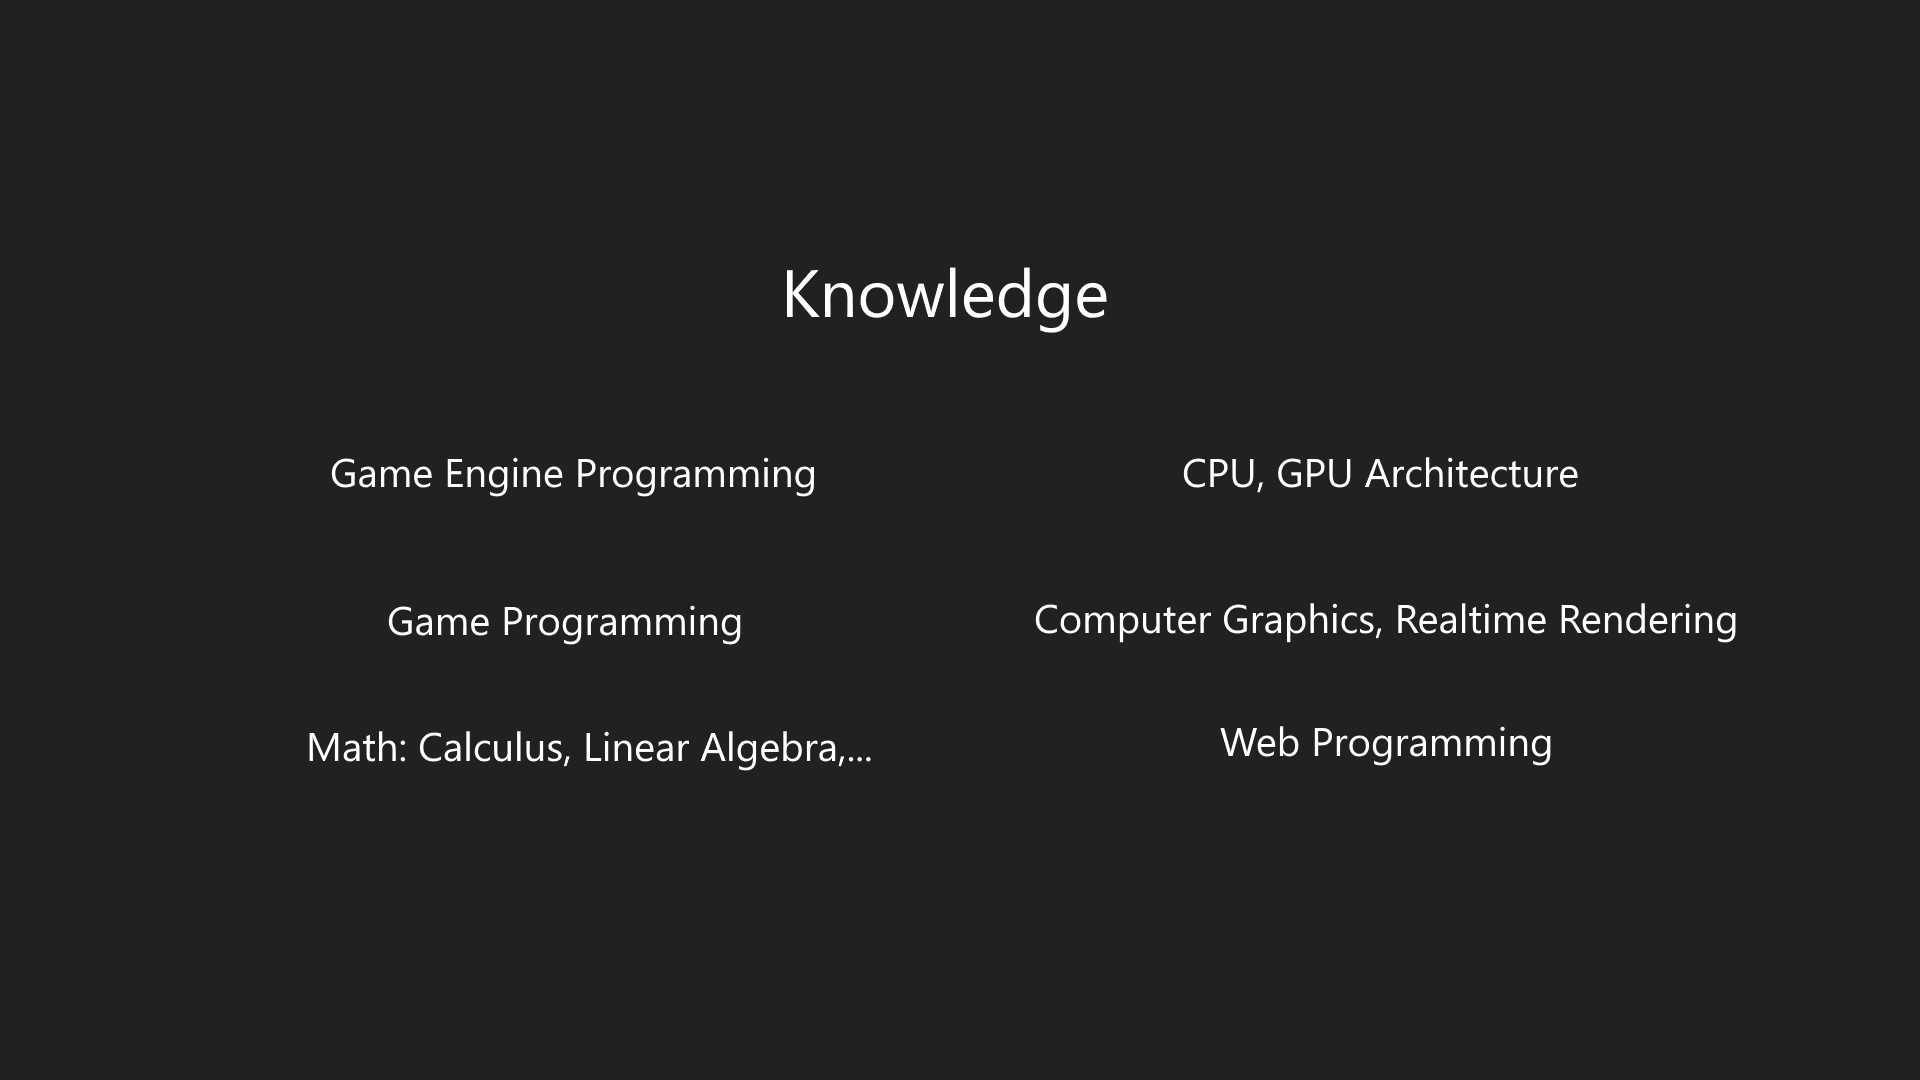 Knowledge
Game Engine Programming
CPU, GPU Architecture
Game Programming
Computer Graphics, Realtime Rendering
Math: Calculus, Linear Algebra,...
Web Programming